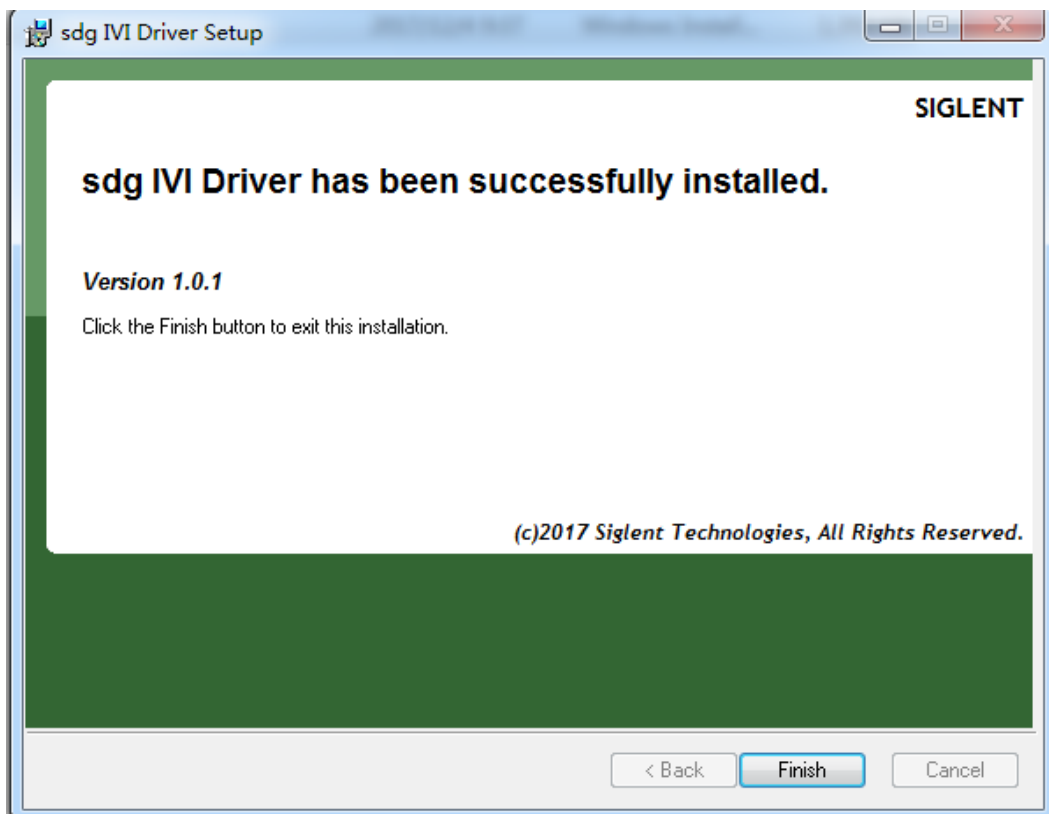 sdg IVI Driver Setup
SIGLENT
sdg IVI Driver has been successfully installed.
Version 1.0.1
Click the Finish button to exit this installation.
(c)2017 Siglent Technologies, All Rights Reserved.
< Back Finish Cancel